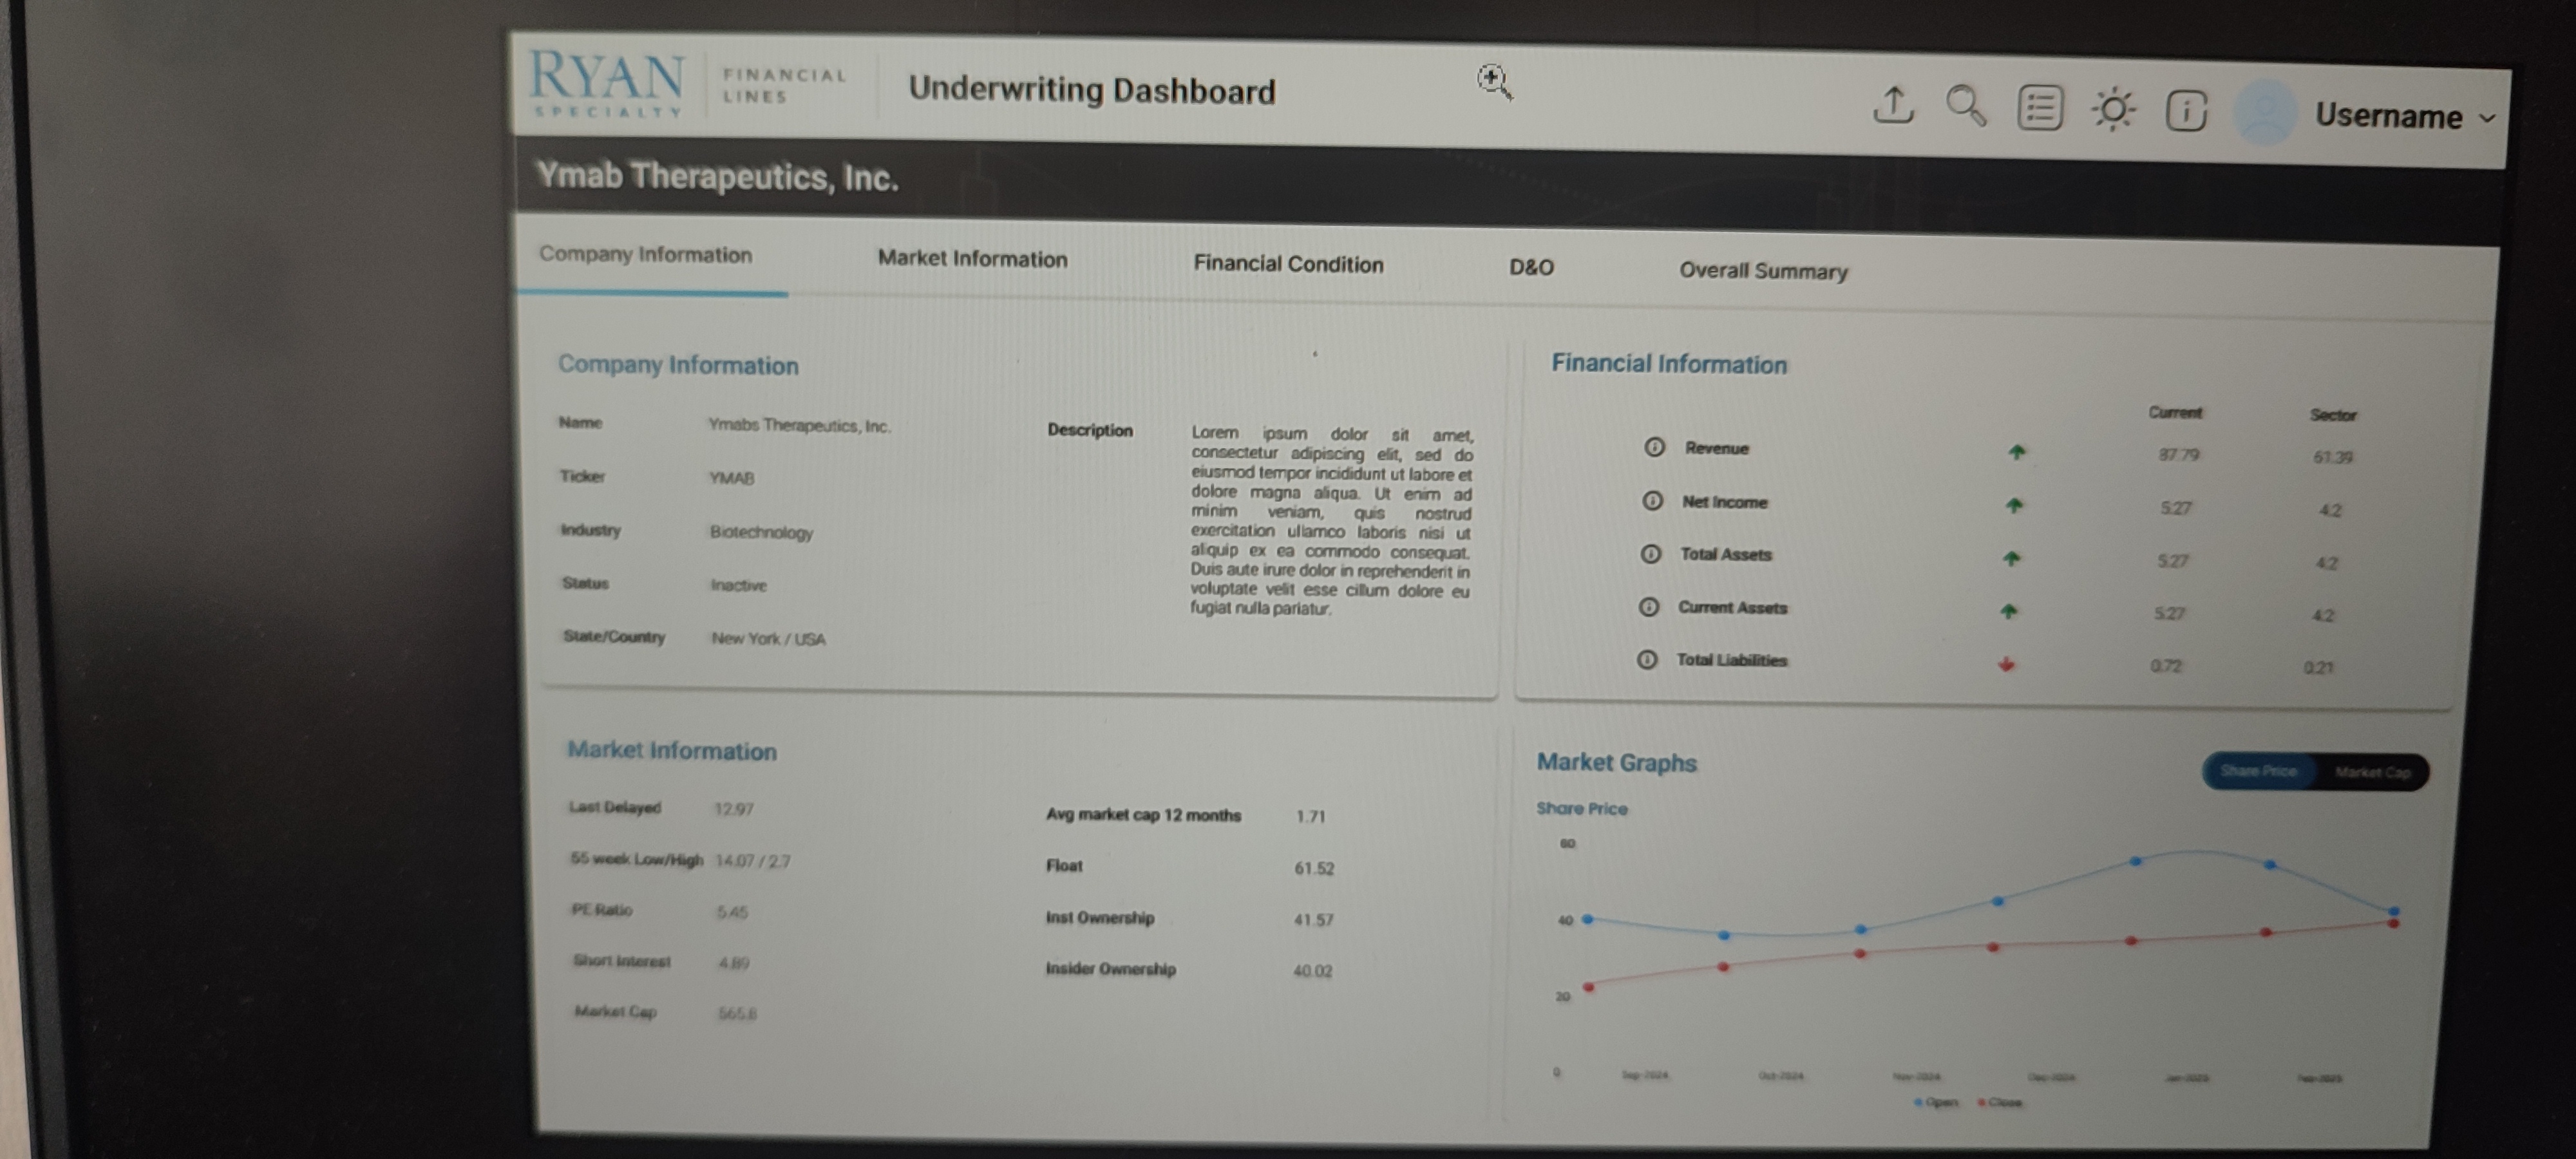 RYAN
SPECIALTY
FINANCIAL
LINES
Underwriting Dashboard
Username
Ymab Therapeutics, Inc.
Company Information
Market Information
Financial Condition
D&O
Overall Summary
Company Information
Name
Ymabs Therapeutics, Inc.
Ticker
YMAB
Industry
Biotechnology
Status
Inactive
State/Country
New York / USA
Description
Lorem ipsum dolor sit amet,
consectetur adipiscing elit, sed do
eiusmod tempor incididunt ut labore et
dolore magna aliqua. Ut enim ad
minim veniam, quis nostrud
exercitation ullamco laboris nisi ut
aliquip ex ea commodo consequat.
Duis aute irure dolor in reprehenderit in
voluptate velit esse cillum dolore eu
fugiat nulla pariatur.
Financial Information
Current
Sector
Revenue
87.79
61.39
Net Income
5.27
4.2
Total Assets
5.27
4.2
Current Assets
5.27
4.2
Total Liabilities
0.72
0.21
Market Information
Last Delayed
12.97
55 week Low/High
14.07 / 2.7
PE Ratio
5.45
Short Interest
4.89
Market Cap
565.8
Avg market cap 12 months
1.71
Float
61.52
Inst Ownership
41.57
Insider Ownership
40.02
Market Graphs
Share Price
Market Cap
Share Price
60
40
20
0
Sep-2024
Oct-2024
Nov-2024
Dec-2024
Jan-2025
Feb-2025
Open
Close